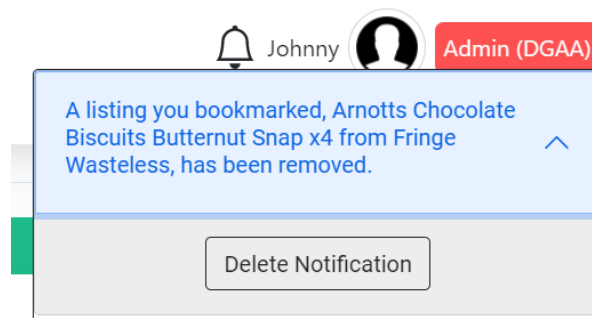 Johnny
Admin (DGAA)
A listing you bookmarked, Arnotts Chocolate
Biscuits Butternut Snap x4 from Fringe
Wasteless, has been removed.
Delete Notification